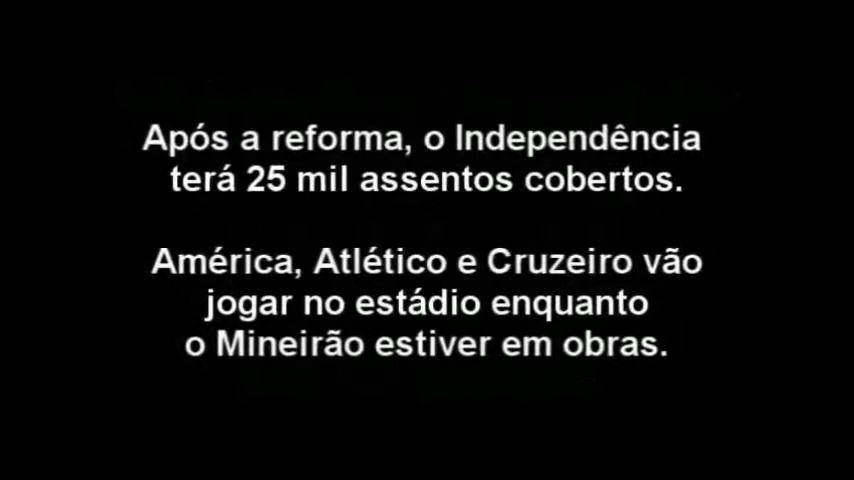 Após a reforma, o Independência
terá 25 mil assentos cobertos.
América, Atlético e Cruzeiro vão
jogar no estádio enquanto
o Mineirão estiver em obras.